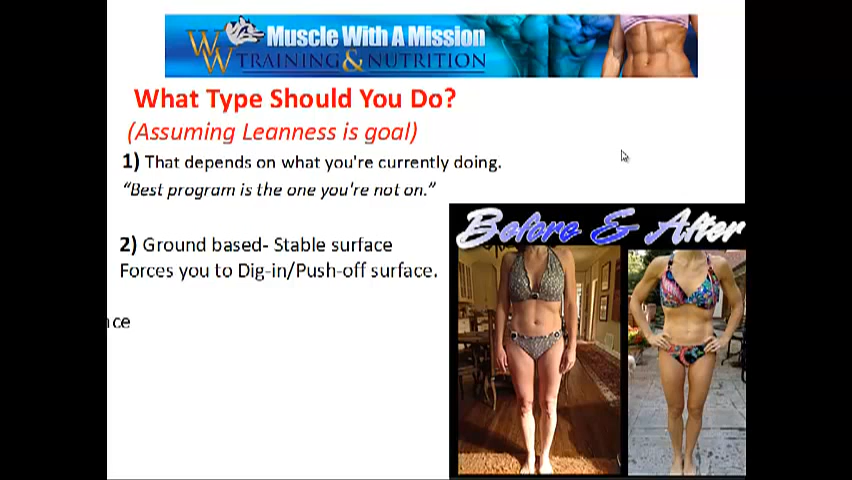 WW Muscle With A Mission
TRAINING & NUTRITION
What Type Should You Do?
(Assuming Leanness is goal)
1) That depends on what you're currently doing.
“Best program is the one you're not on.”
2) Ground based- Stable surface
Forces you to Dig-in/Push-off surface.
ce
Before & After